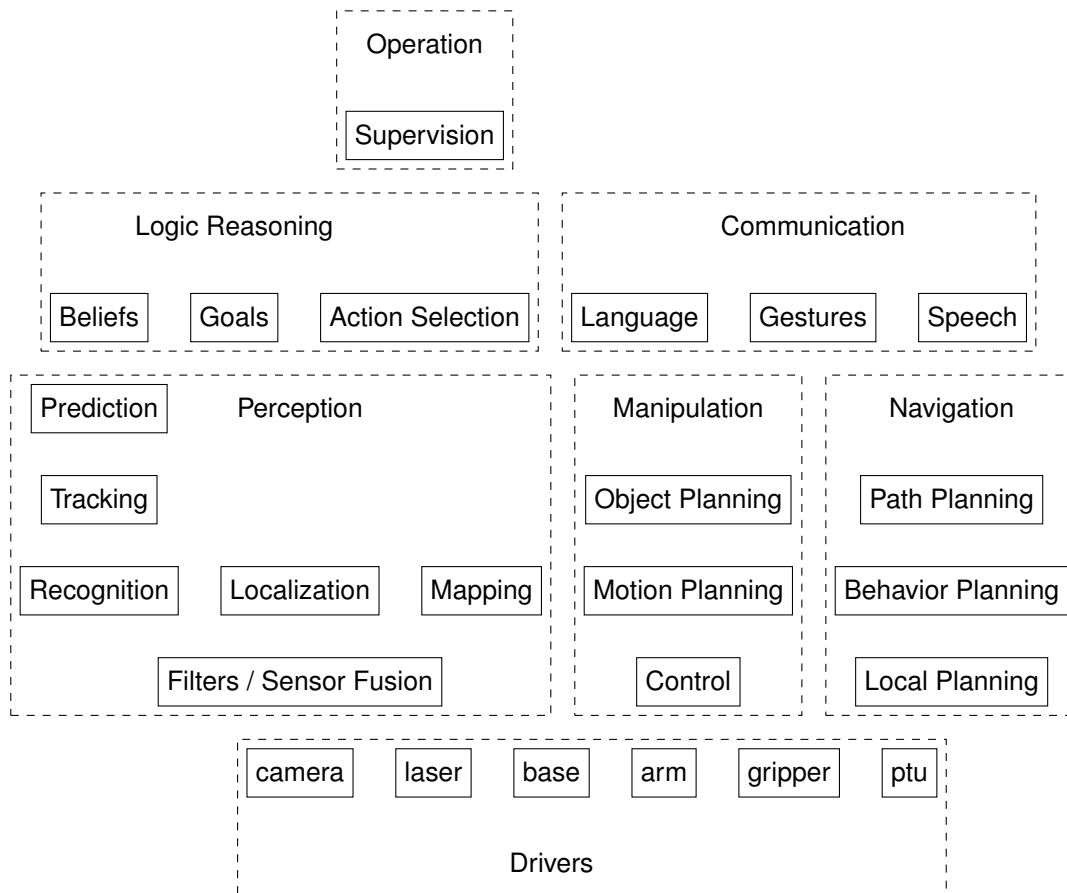 Operation
Supervision
Logic Reasoning
Beliefs Goals Action Selection
Communication
Language Gestures Speech
Prediction Perception
Tracking
Recognition Localization Mapping
Filters / Sensor Fusion
Manipulation
Object Planning
Motion Planning
Control
Navigation
Path Planning
Behavior Planning
Local Planning
camera laser base arm gripper ptu
Drivers